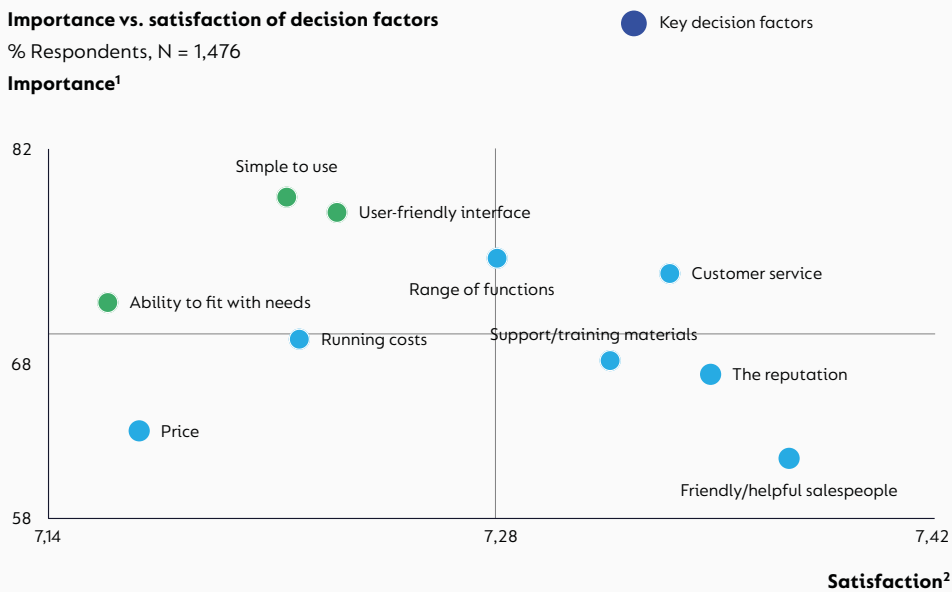 Importance vs. satisfaction of decision factors
Key decision factors
% Respondents, N = 1,476
Importance¹
82
Simple to use
User-friendly interface
Customer service
Range of functions
Ability to fit with needs
Support/training materials
Running costs
68
The reputation
Price
Friendly/helpful salespeople
58
7,14
7,28
7,42
Satisfaction²